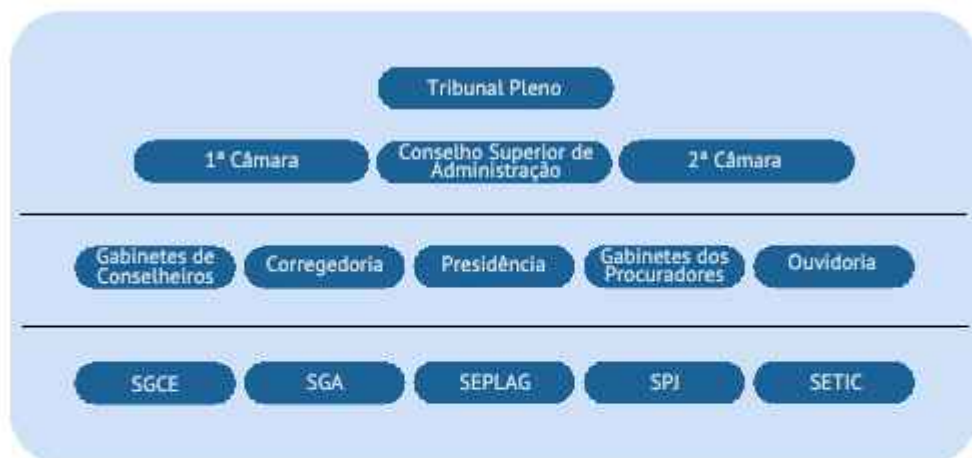 Tribunal Pleno
1ª Câmara
Conselho Superior de
Administração
2ª Câmara
Gabinetes de
Conselheiros
Corregedoria
Presidência
Gabinetes dos
Procuradores
Ouvidoria
SGCE
SGA
SEPLAG
SPJ
SETIC